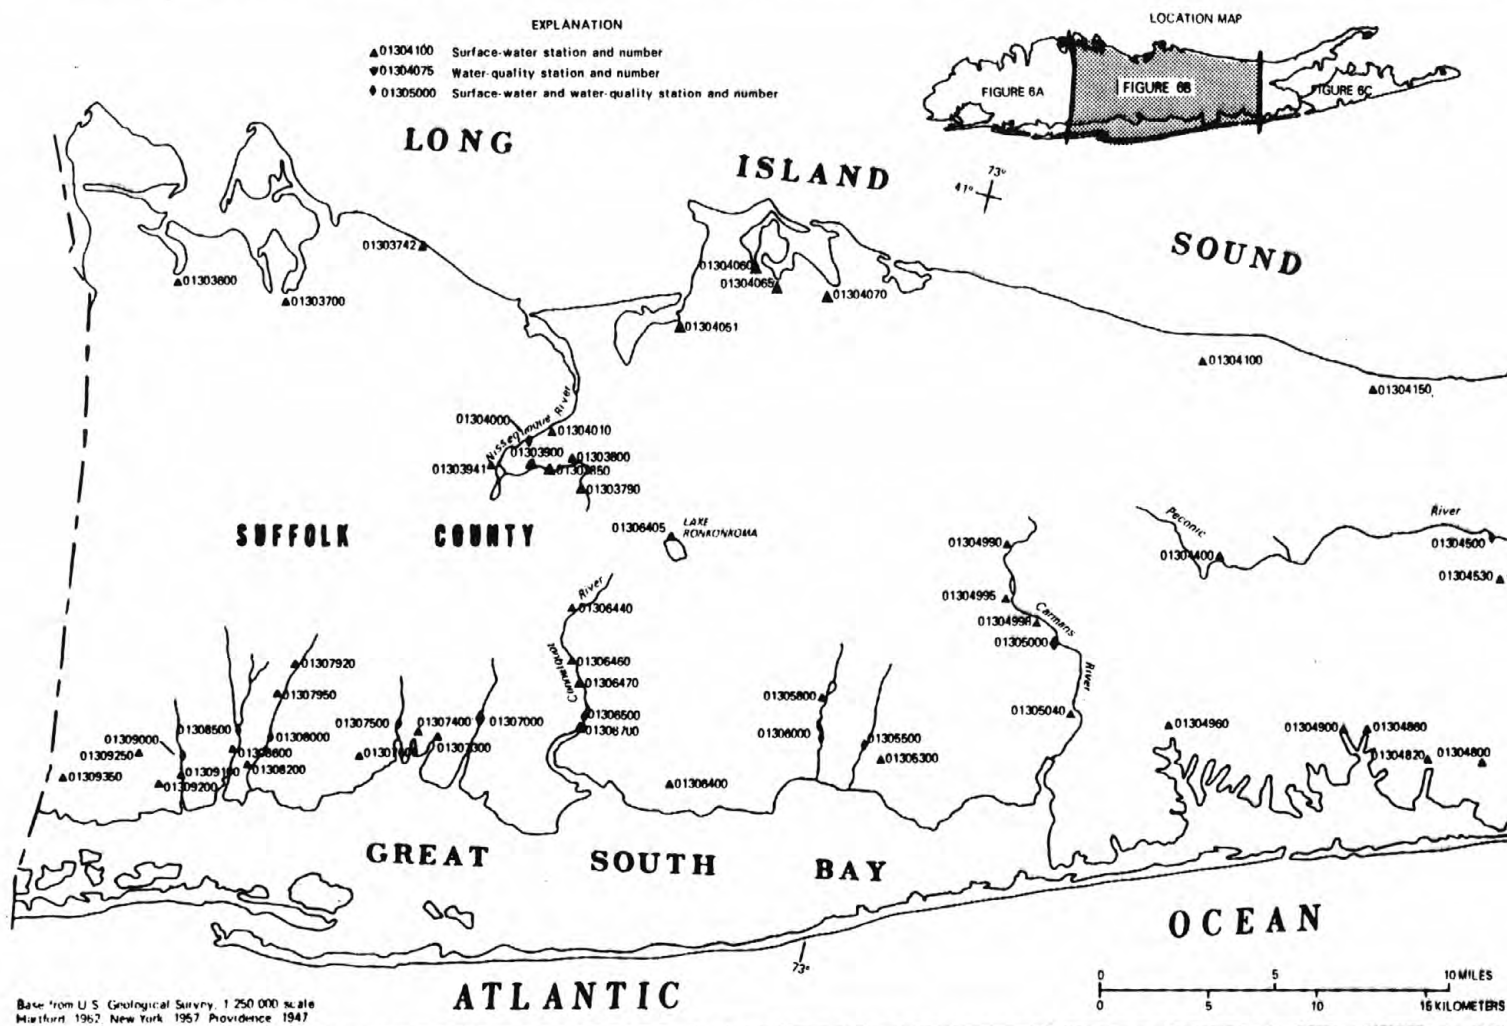 EXPLANATION
01304100 Surface-water station and number
01304075 Water-quality station and number
01305000 Surface-water and water-quality station and number
LOCATION MAP
FIGURE 6A
FIGURE 6B
FIGURE 6C
LONG
ISLAND
SOUND
73°
41°
01303742
01303600
01303700
01304060
01304065
01304070
01304051
01304100
01304150
Nissequogue River
01304000
01304010
01303900
01303800
01303941
01303790
SUFFOLK COUNTY
01306405
LAKE RONKONKOMA
Peconic
River
01304400
01304500
01304530
01304990
01304995
01304998
Carmans
01305000
River
01305040
River
01306440
Connetquot
01306460
01306470
01306500
01306700
01307920
01307950
01308500
01308000
01309000
01309250
01308600
01308200
01309350
01309200
01307500
01307400
01307000
01307300
01305800
01306000
01305500
01305300
01306400
01304960
01304900
01304860
01304820
01304800
GREAT SOUTH BAY
OCEAN
73°
ATLANTIC
0 5 10 MILES
0 5 10 16 KILOMETERS
Base from U.S. Geological Survey, 1:250 000 scale
Hartford 1962, New York 1957 Providence 1947